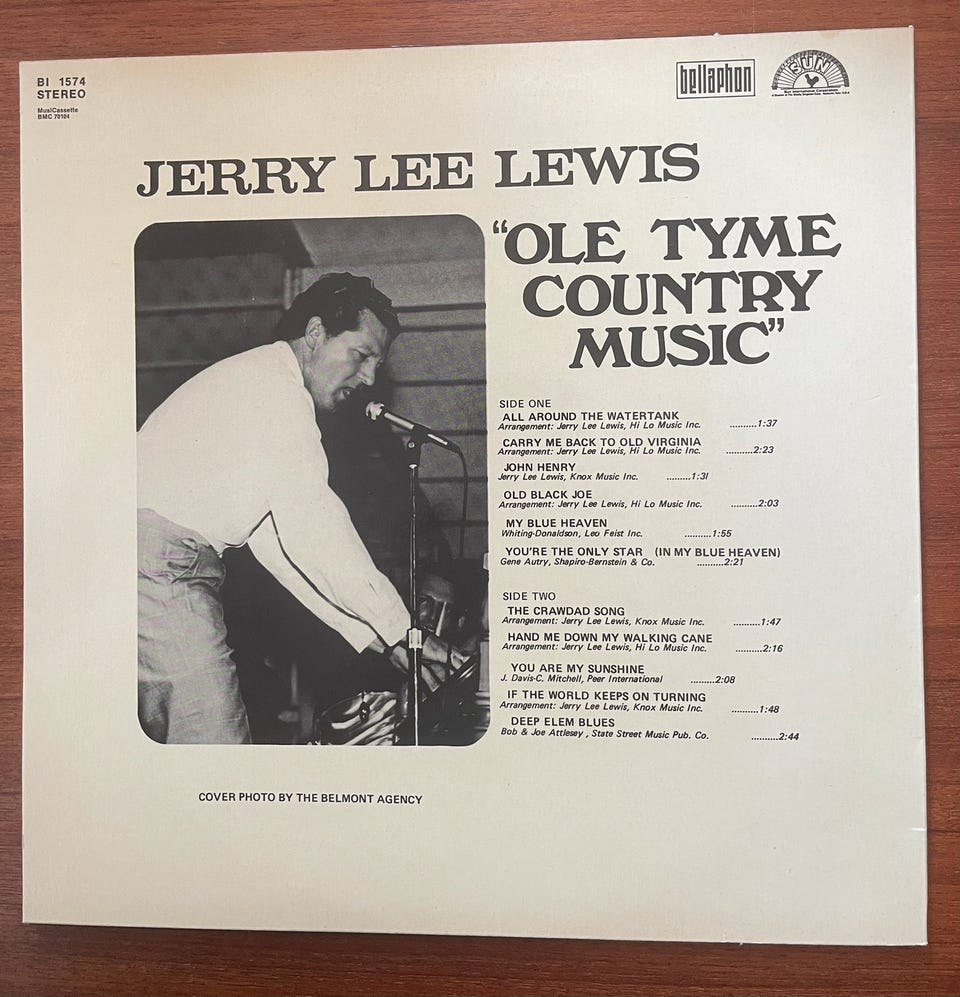 BI 1574
STEREO
MusiCassette
BMC 70104
bellaphon
SUN
JERRY LEE LEWIS
“OLE TYME
COUNTRY
MUSIC”
SIDE ONE
ALL AROUND THE WATERTANK
Arrangement: Jerry Lee Lewis, Hi Lo Music Inc. ..........1:37
CARRY ME BACK TO OLD VIRGINIA
Arrangement: Jerry Lee Lewis, Hi Lo Music Inc. ..........2:23
JOHN HENRY
Jerry Lee Lewis, Knox Music Inc. .........1:3l
OLD BLACK JOE
Arrangement: Jerry Lee Lewis, Hi Lo Music Inc. ..........2:03
MY BLUE HEAVEN
Whiting-Donaldson, Leo Feist Inc. ..........1:55
YOU'RE THE ONLY STAR (IN MY BLUE HEAVEN)
Gene Autry, Shapiro-Bernstein & Co. ..........2:21
SIDE TWO
THE CRAWDAD SONG
Arrangement: Jerry Lee Lewis, Knox Music Inc. ..........1:47
HAND ME DOWN MY WALKING CANE
Arrangement: Jerry Lee Lewis, Hi Lo Music Inc. ..........2:16
YOU ARE MY SUNSHINE
J. Davis-C. Mitchell, Peer International .........2:08
IF THE WORLD KEEPS ON TURNING
Arrangement: Jerry Lee Lewis, Knox Music Inc. ..........1:48
DEEP ELEM BLUES
Bob & Joe Attlesey , State Street Music Pub. Co. ..........2:44
COVER PHOTO BY THE BELMONT AGENCY